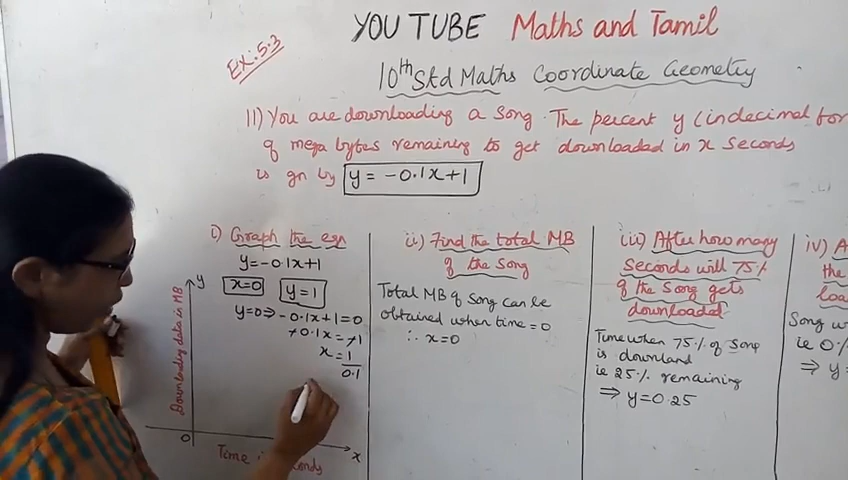 YOU TUBE Maths and Tamil
Ex: 5.3
10th Std Maths Coordinate Geometry
11) You are downloading a song. The percent y (in decimal for
of mega bytes remaining to get downloaded in x seconds
is gn by y = -0.1x+1
i) Graph the eqn
y=-0.1x+1
x=0 y=1
y=0⇒ -0.1x+1=0
+0.1x=+1
x=1
0.1
y
Downloading data in MB
0
x
Time
ii) Find the total MB
of the song
Total MB of Song can be
obtained when time =0
∴ x=0
iii) After how many
Seconds will 75%
of the Song gets
downloaded
Time when 75% of Song
is downland
ie 25% remaining
⇒ y=0.25
iv) A
the
loa
Song w
ie 0%
⇒ y=